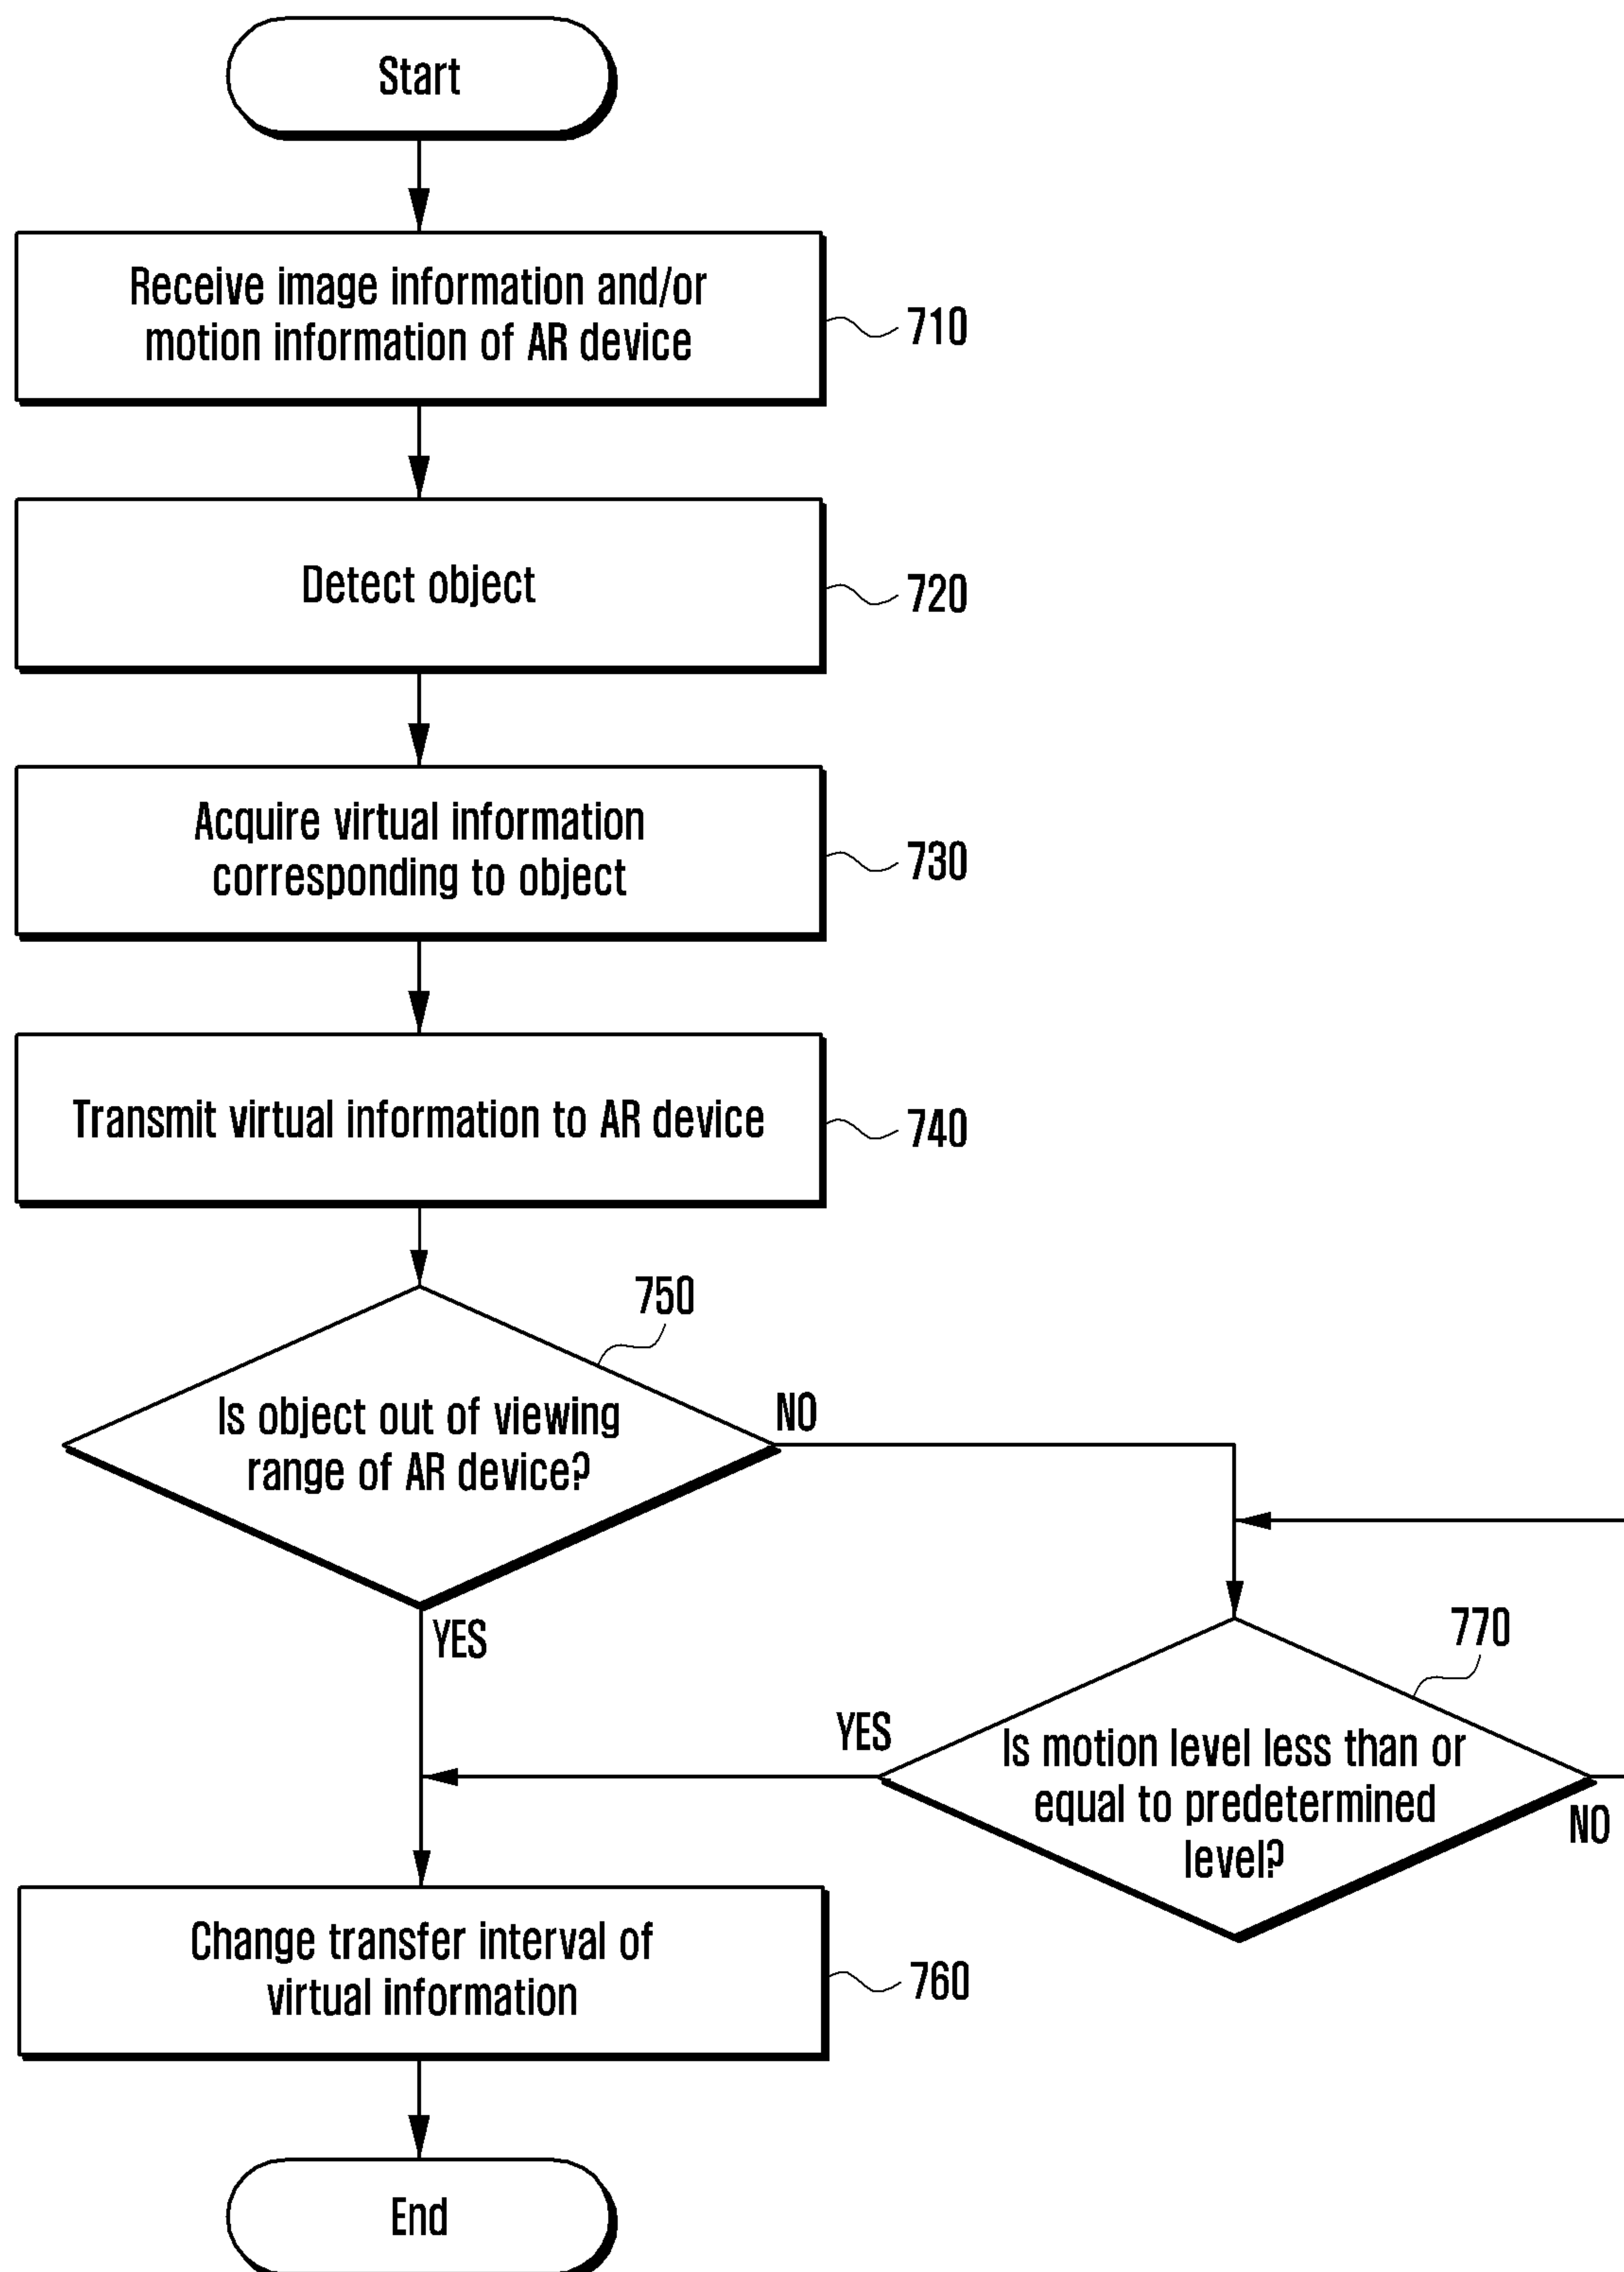 Start
Receive image information and/or
motion information of AR device
710
Detect object
720
Acquire virtual information
corresponding to object
730
Transmit virtual information to AR device
740
750
Is object out of viewing
range of AR device?
NO
YES
770
YES
Is motion level less than or
equal to predetermined
level?
NO
Change transfer interval of
virtual information
760
End